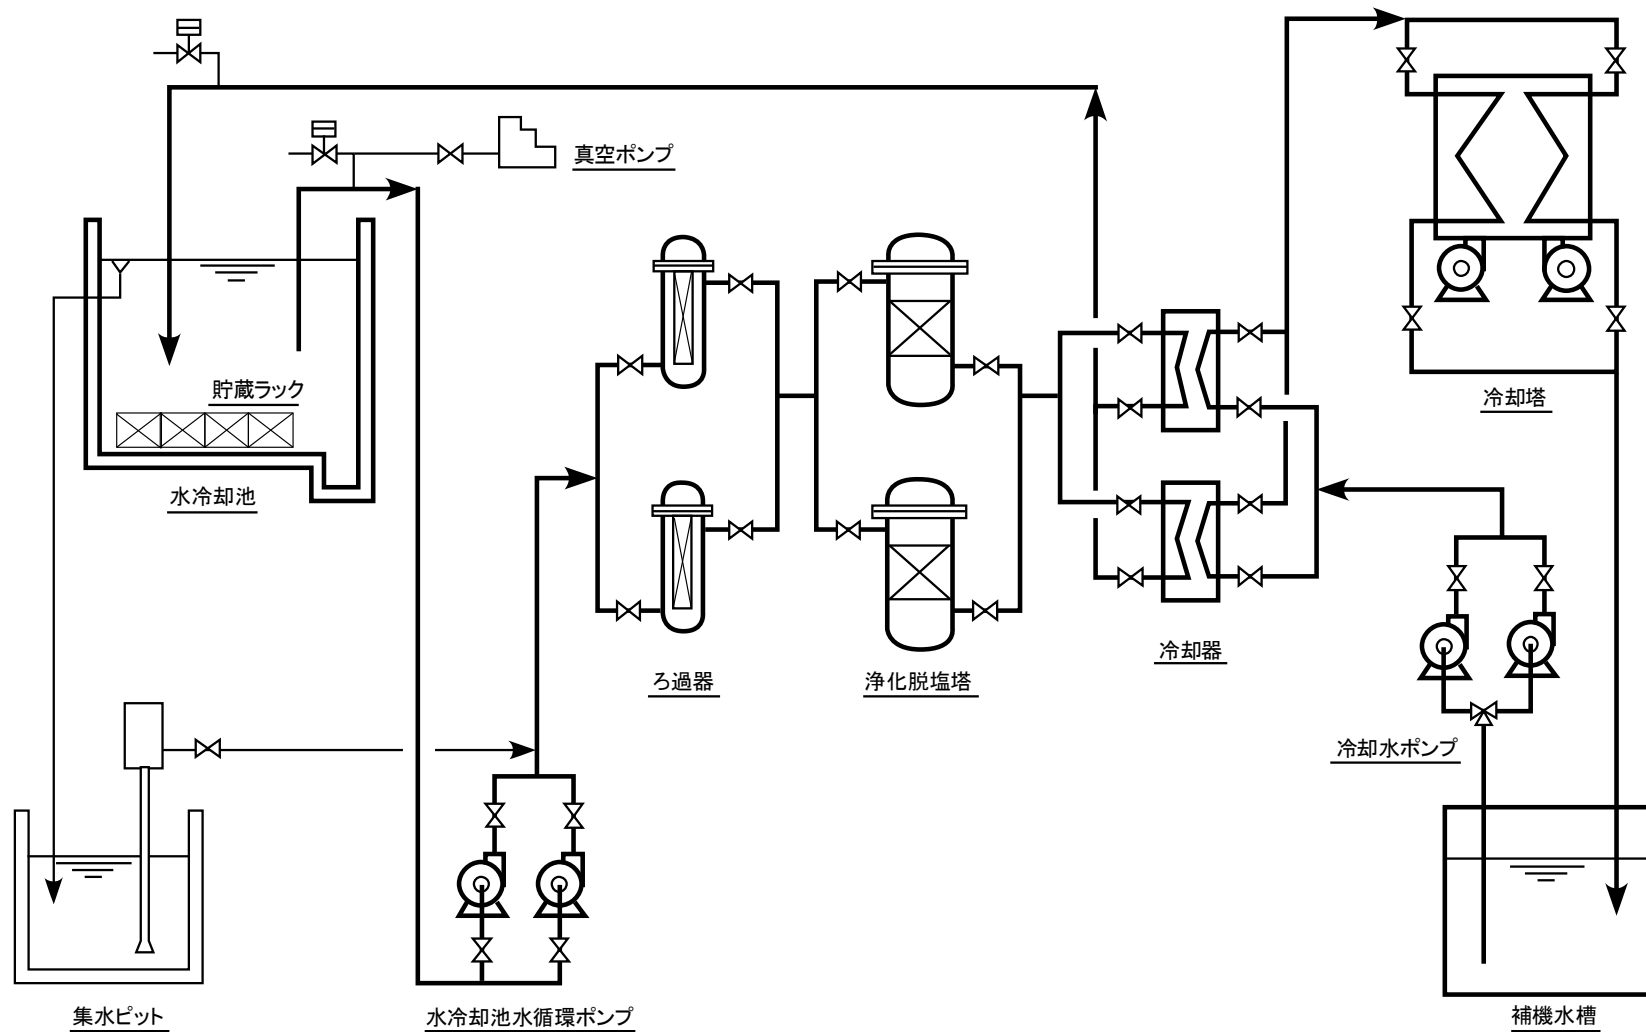 真空ポンプ
貯蔵ラック
冷却塔
水冷却池
冷却器
ろ過器
浄化脱塩塔
冷却水ポンプ
集水ピット
水冷却池水循環ポンプ
補機水槽